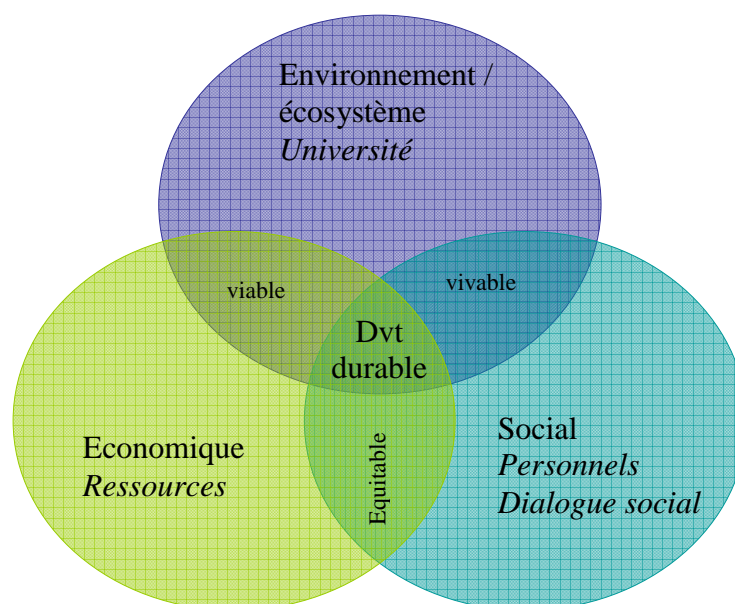 Environnement /
écosystème
Université
viable
vivable
Dvt
durable
Economique
Ressources
Equitable
Social
Personnels
Dialogue social